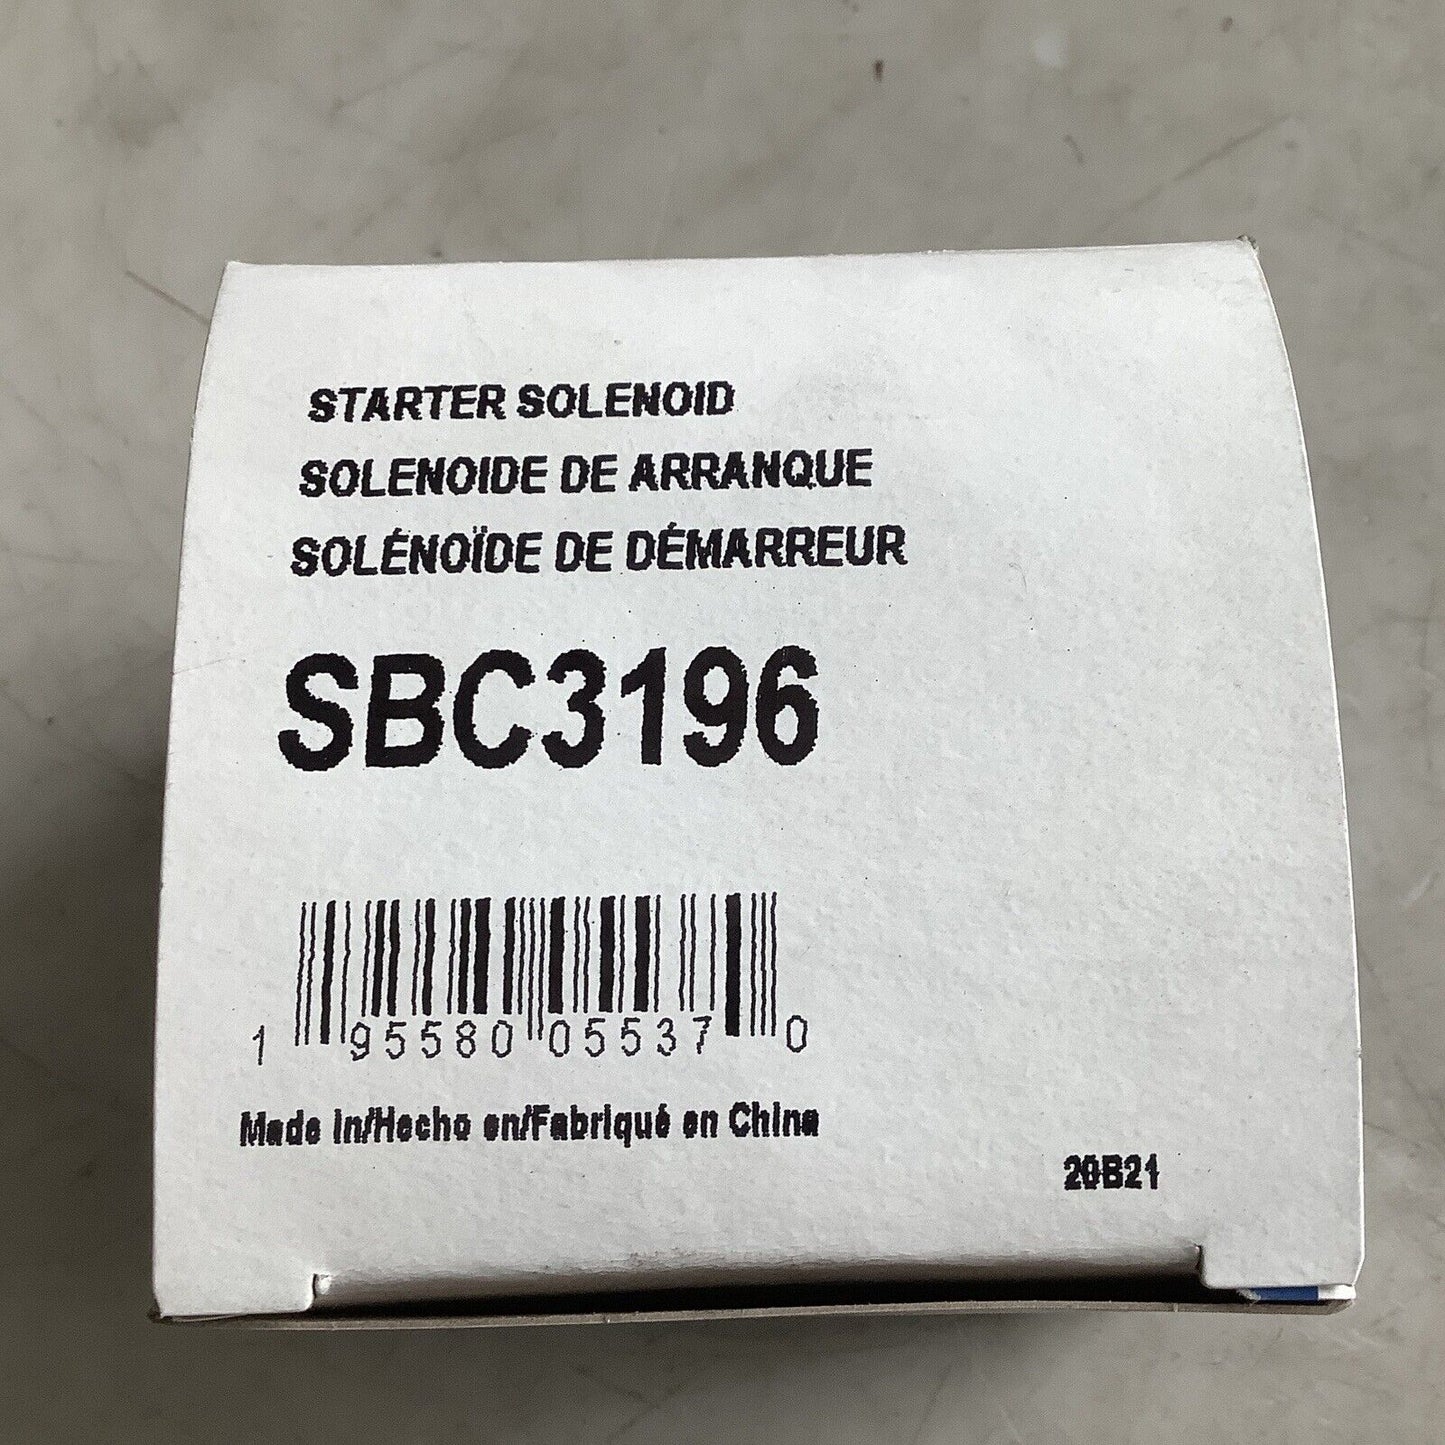 STARTER SOLENOID
SOLENOIDE DE ARRANQUE
SOLÉNOÏDE DE DÉMARREUR
SBC3196
1 95580 05537 0
Made in/Hecho en/Fabriqué en China
20B21